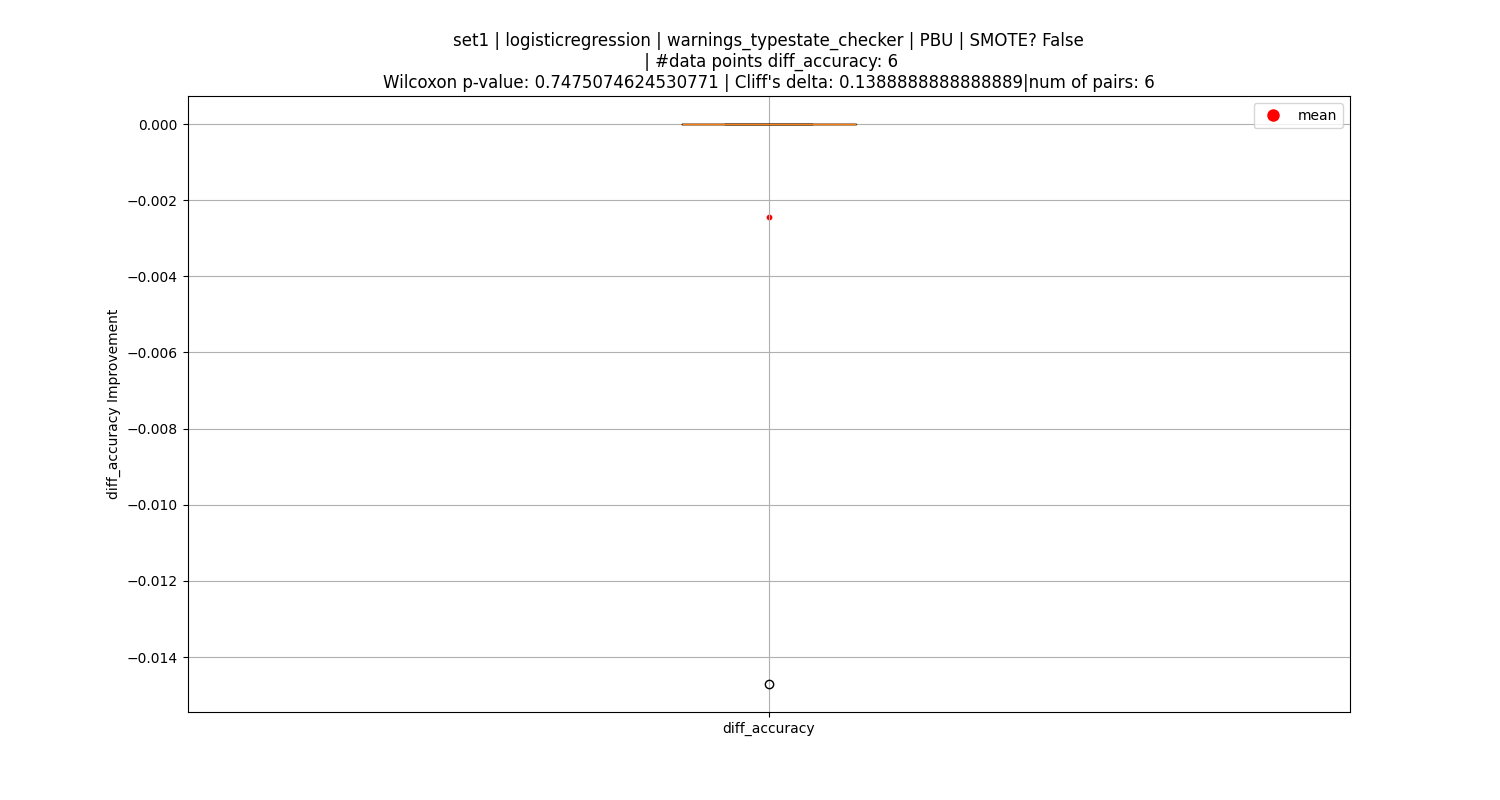 set1 | logisticregression | warnings_typestate_checker | PBU | SMOTE? False
| #data points diff_accuracy: 6
Wilcoxon p-value: 0.7475074624530771 | Cliff's delta: 0.1388888888888889|num of pairs: 6
mean
0.000
−0.002
−0.004
−0.006
−0.008
−0.010
−0.012
−0.014
diff_accuracy Improvement
diff_accuracy